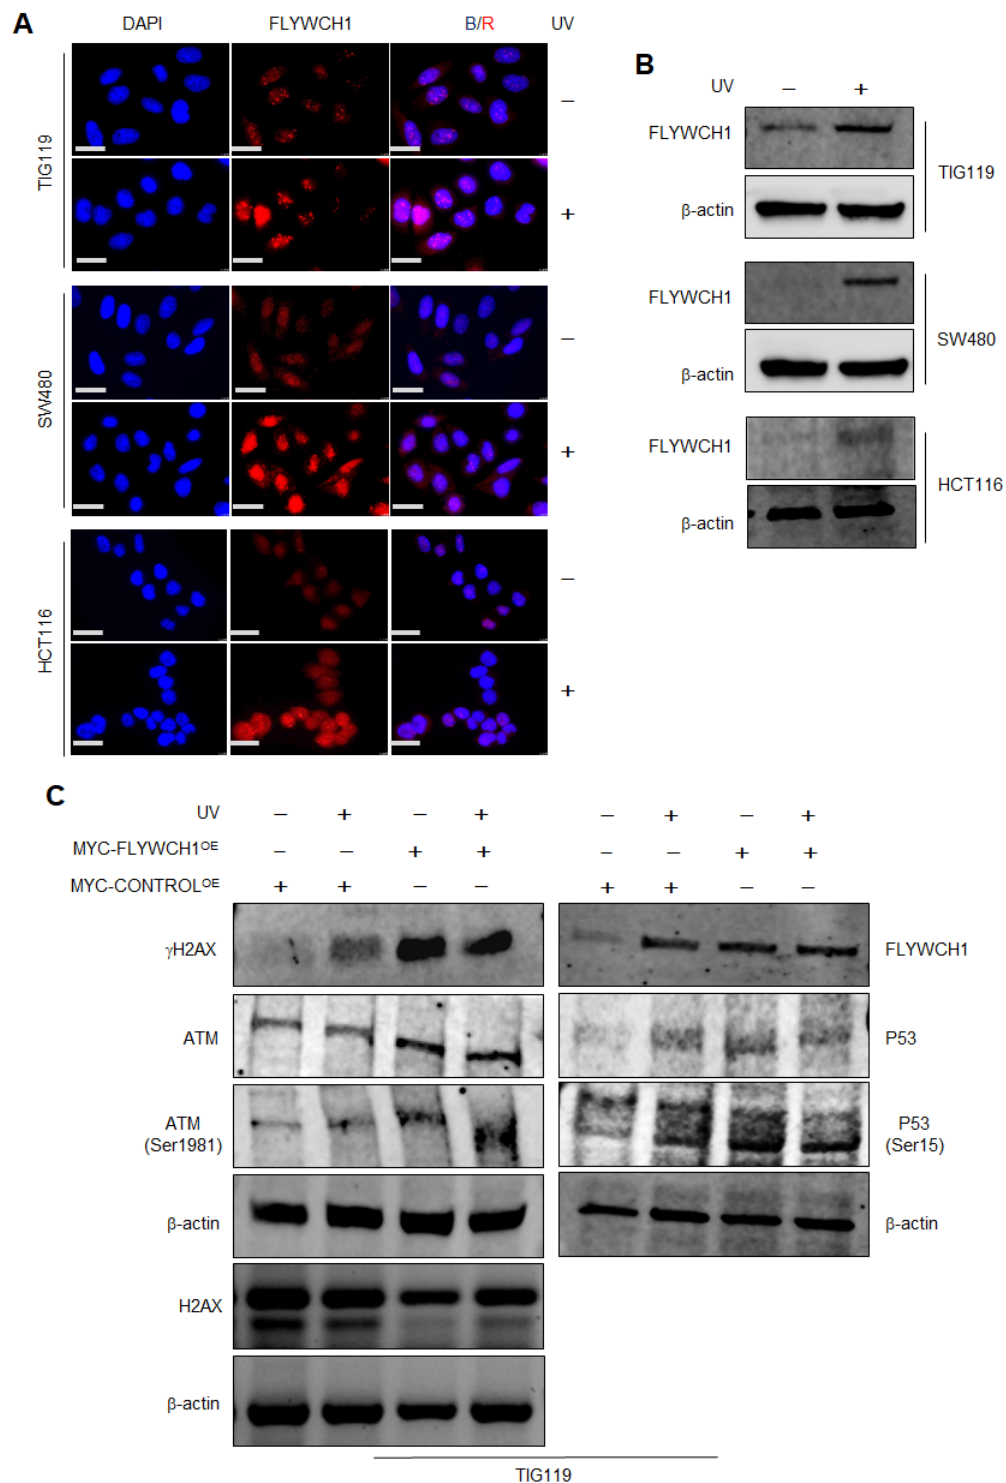 A
DAPI FLYWCH1 B/R UV
TIG119
−
+
SW480
−
+
HCT116
−
+
B
UV − +
FLYWCH1
β-actin
TIG119
FLYWCH1
β-actin
SW480
FLYWCH1
β-actin
HCT116
C
UV − + − + − + − +
MYC-FLYWCH1ᴼᴱ − − + + − − + +
MYC-CONTROLᴼᴱ + + − − + + − −
γH2AX FLYWCH1
ATM P53
ATM
(Ser1981)
P53
(Ser15)
β-actin β-actin
H2AX
β-actin
TIG119